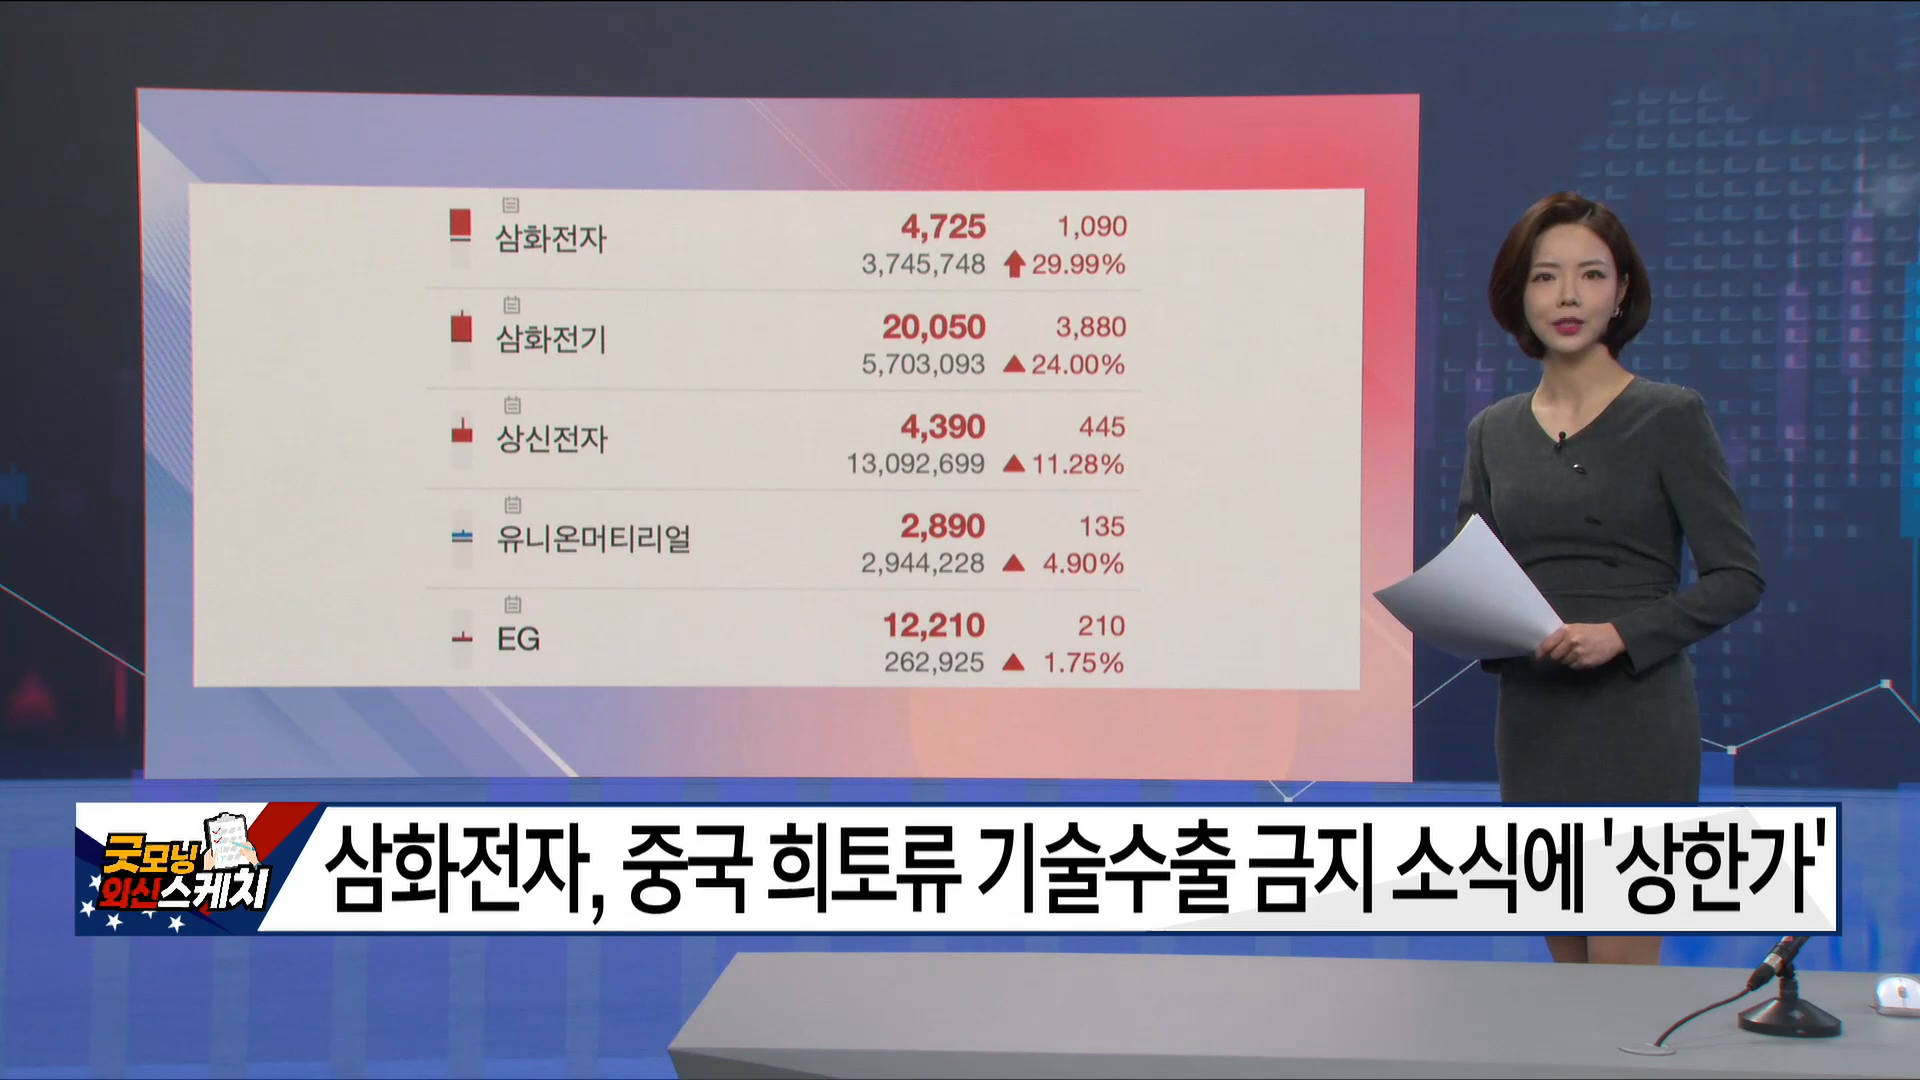 삼화전자 4,725 1,090
3,745,748 29.99%
삼화전기 20,050 3,880
5,703,093 24.00%
상신전자 4,390 445
13,092,699 11.28%
유니온머티리얼 2,890 135
2,944,228 4.90%
EG 12,210 210
262,925 1.75%
굿모닝
외신스케치
삼화전자, 중국 희토류 기술수출 금지 소식에 '상한가'